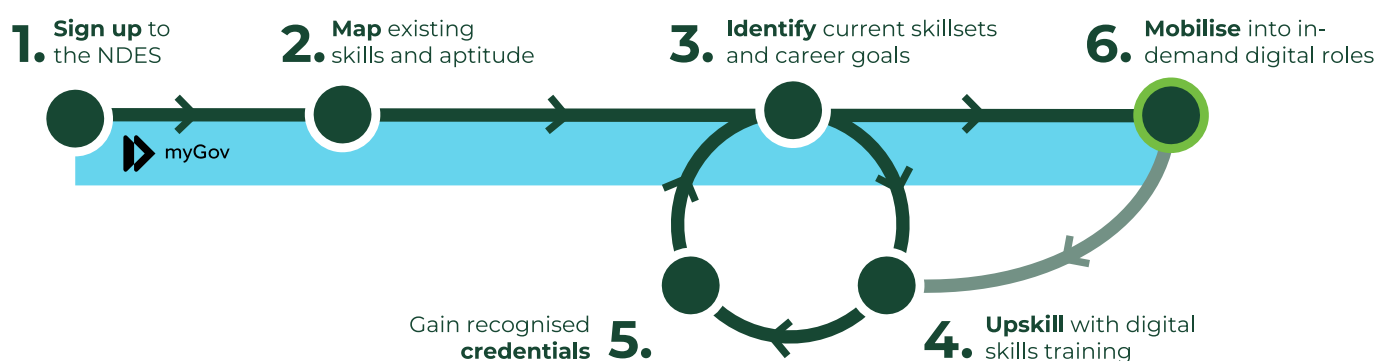 1. Sign up to
the NDES
2. Map existing
skills and aptitude
3. Identify current skillsets
and career goals
6. Mobilise into in-
demand digital roles
myGov
Gain recognised
credentials 5.
4. Upskill with digital
skills training